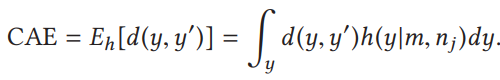 CAE = E_h[d(y, y′)] = ∫_y d(y, y′)h(y|m, n_j)dy.